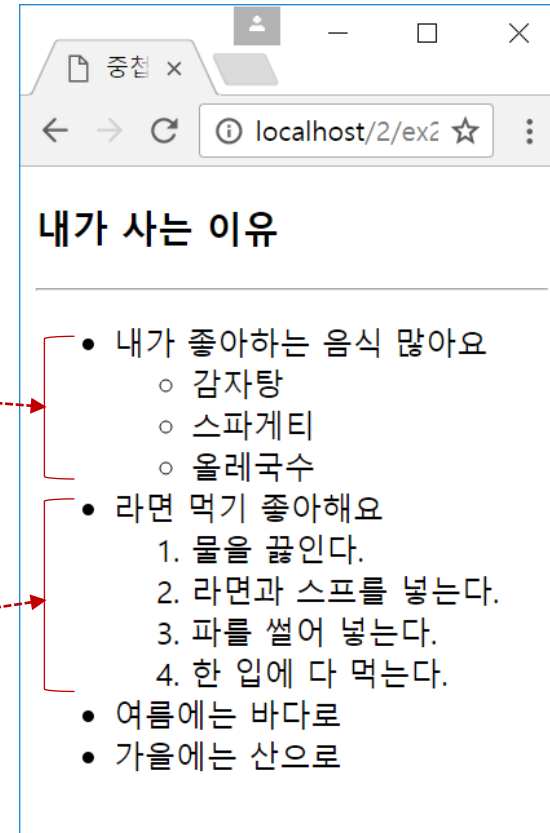 중첩
localhost/2/ex2
내가 사는 이유
내가 좋아하는 음식 많아요
감자탕
스파게티
올레국수
라면 먹기 좋아해요
1. 물을 끓인다.
2. 라면과 스프를 넣는다.
3. 파를 썰어 넣는다.
4. 한 입에 다 먹는다.
여름에는 바다로
가을에는 산으로